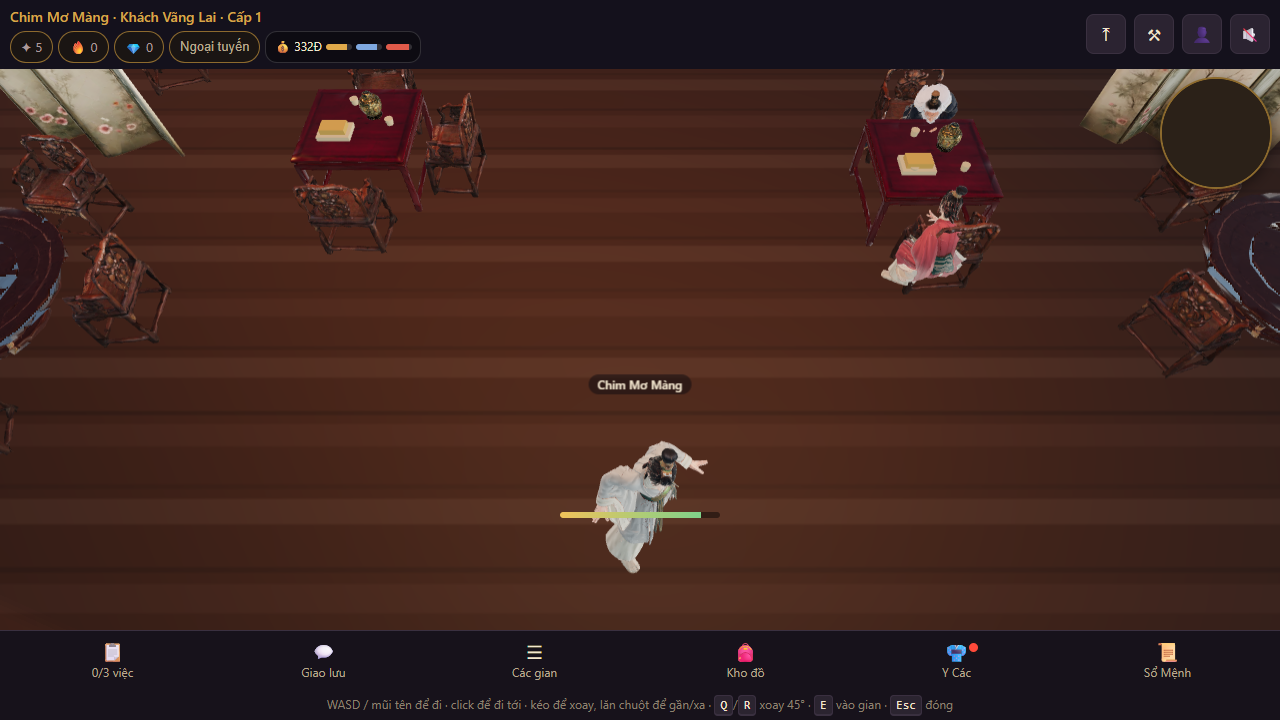 Chim Mơ Màng · Khách Vãng Lai · Cấp 1
5
0
0
Ngoại tuyến
332Đ
Chim Mơ Màng
0/3 việc
Giao lưu
Các gian
Kho đồ
Y Các
Sổ Mệnh
WASD / mũi tên để đi · click để đi tới · kéo để xoay, lăn chuột để gần/xa · Q / R xoay 45° · E vào gian · Esc đóng